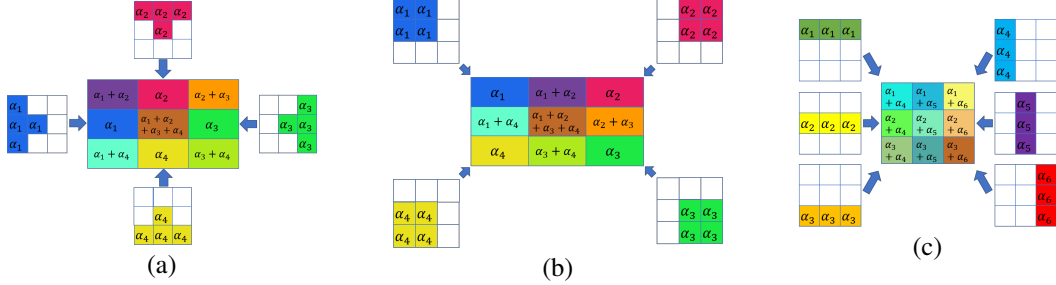 α₂ α₂ α₂
α₂
α₁
α₁ α₁
α₁
α₁ + α₂
α₂
α₂ + α₃
α₁
α₁ + α₂
+ α₃ + α₄
α₃
α₁ + α₄
α₄
α₃ + α₄
α₃
α₃ α₃
α₃
α₄
α₄ α₄ α₄
(a)
α₁ α₁
α₁ α₁
α₂ α₂
α₂ α₂
α₁
α₁ + α₂
α₂
α₁ + α₄
α₁ + α₂
+ α₃ + α₄
α₂ + α₃
α₄
α₃ + α₄
α₃
α₄ α₄
α₄ α₄
α₃ α₃
α₃ α₃
(b)
α₁ α₁ α₁
α₄
α₄
α₄
α₂ α₂ α₂
α₁ α₁ α₁
+ α₄ + α₅ + α₆
α₂ α₂ α₂
+ α₄ + α₅ + α₆
α₃ α₃ α₃
+ α₄ + α₅ + α₆
α₅
α₅
α₅
α₃ α₃ α₃
α₆
α₆
α₆
(c)